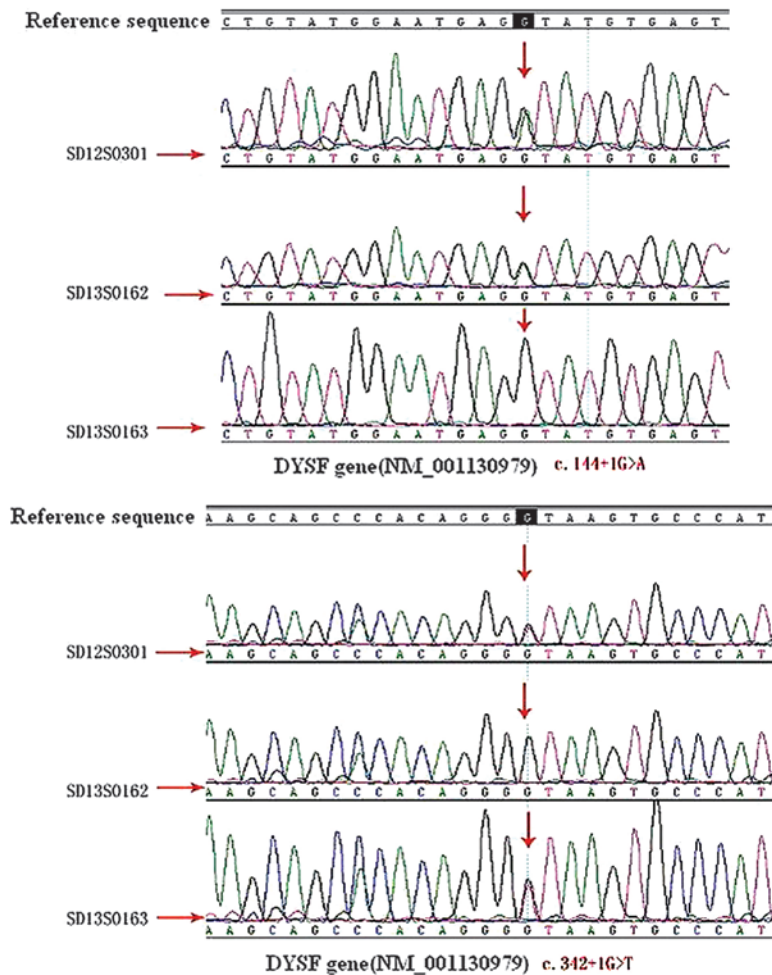 Reference sequence C T G T A T G G A A T G A G G T A T G T G A G T
SD12S0301 C T G T A T G G A A T G A G G T A T G T G A G T
SD13S0162 C T G T A T G G A A T G A G G T A T G T G A G T
SD13S0163 C T G T A T G G A A T G A G G T A T G T G A G T
DYSF gene(NM_001130979) c.144+1G>A
Reference sequence A A G C A G C C C A C A G G G G T A A G T G C C C A T
SD12S0301 A A G C A G C C C A C A G G G G T A A G T G C C C A T
SD13S0162 A A G C A G C C C A C A G G G G T A A G T G C C C A T
SD13S0163 A A G C A G C C C A C A G G G G T A A G T G C C C A T
DYSF gene(NM_001130979) c.342+1G>T